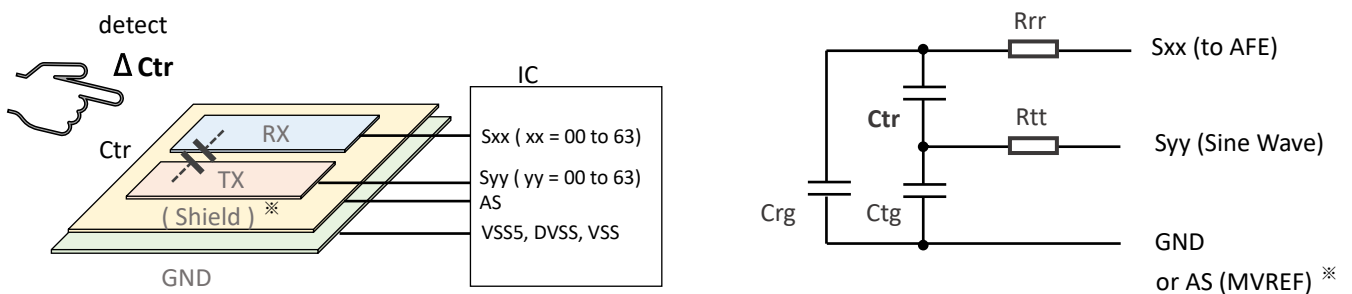 detect
Δ Ctr
IC
RX
Sxx ( xx = 00 to 63)
Ctr
TX
Syy ( yy = 00 to 63)
AS
( Shield ) ※
VSS5, DVSS, VSS
GND
Rrr
Sxx (to AFE)
Ctr
Rtt
Syy (Sine Wave)
Crg
Ctg
GND
or AS (MVREF) ※